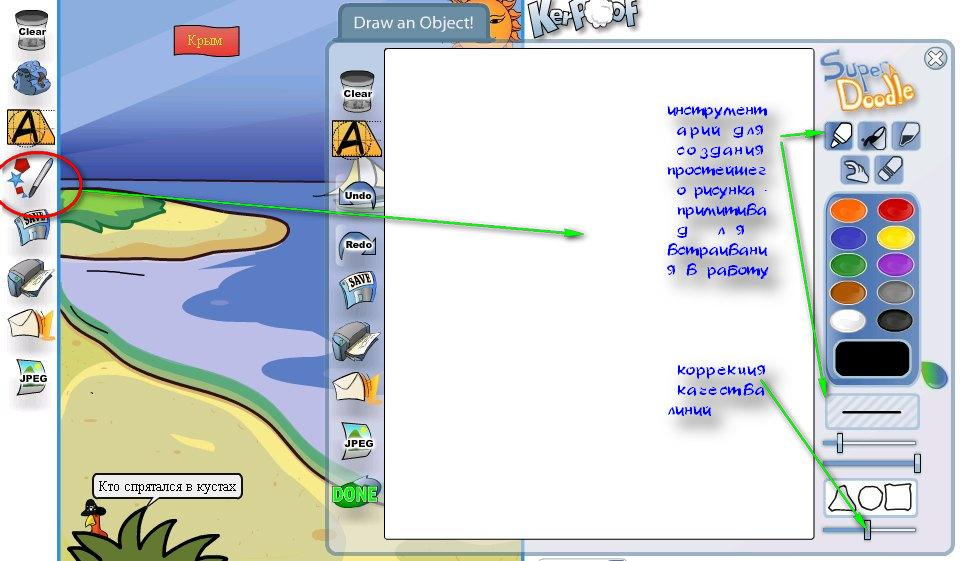 Clear
A
SAVE
JPEG
Крым
Draw an Object!
KerPoof
Super
Doodle
Clear
A
Undo
Redo
SAVE
JPEG
DONE
инструмент
арий для
создания
простейшег
о рисунка -
примитива
д л я
встраивани
я в работу
коррекция
качества
линий
Кто спрятался в кустах